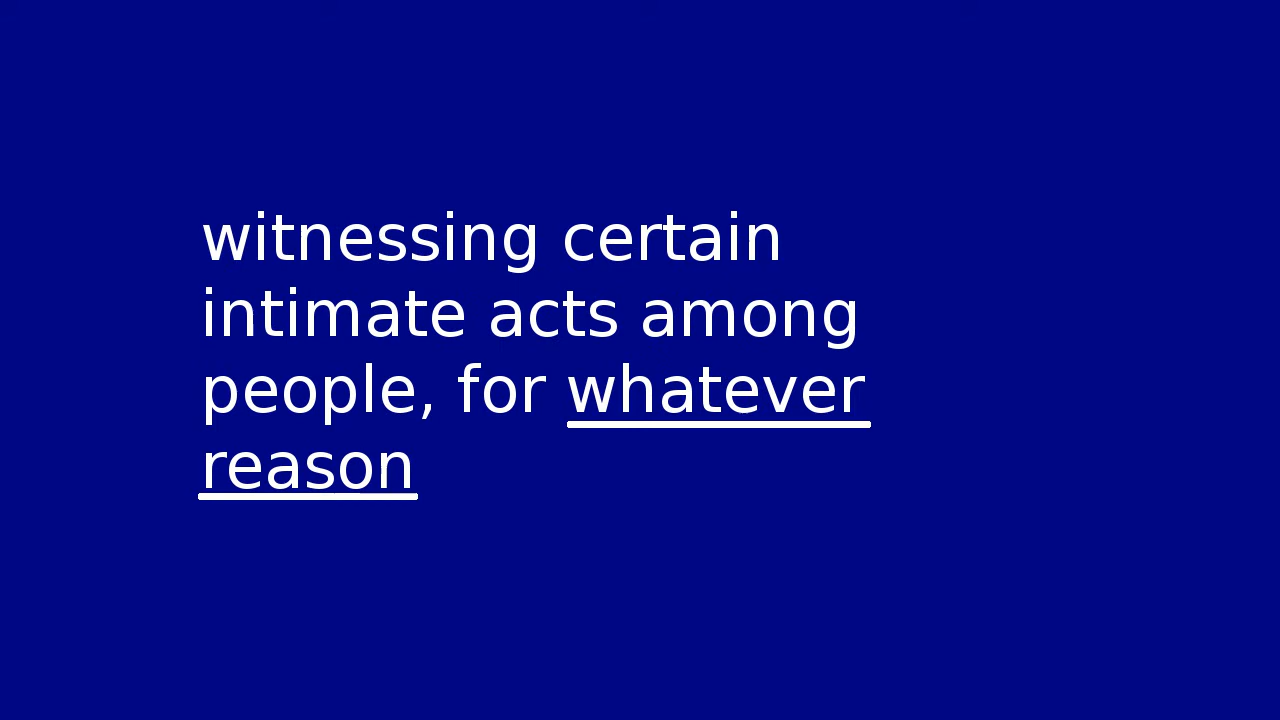 witnessing certain
intimate acts among
people, for whatever
reason